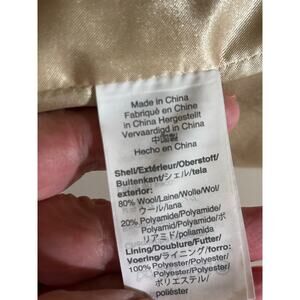 Made in China
Fabriqué en Chine
in China Hergestellt
Vervaardigd in China
中国製
Hecho en China
Shell/Extérieur/Oberstoff/
Buitenkant/シェル/tela
exterior:
80% Wool/Laine/Wolle/Wol/
ウール/lana
20% Polyamide/Polyamide/
Polyamid/Polyamide/ポ
リアミド/poliamida
Lining/Doublure/Futter/
Voering/ライニング/forro:
100% Polyester/Polyester/
Polyester/Polyester/ポ
リエステル/
poliéster